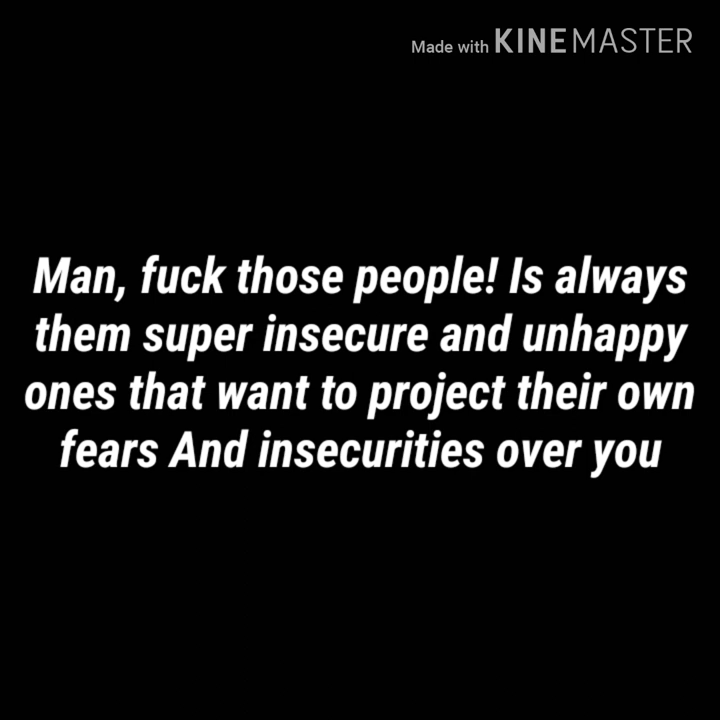 Made with KINEMASTER
Man, fuck those people! Is always
them super insecure and unhappy
ones that want to project their own
fears And insecurities over you